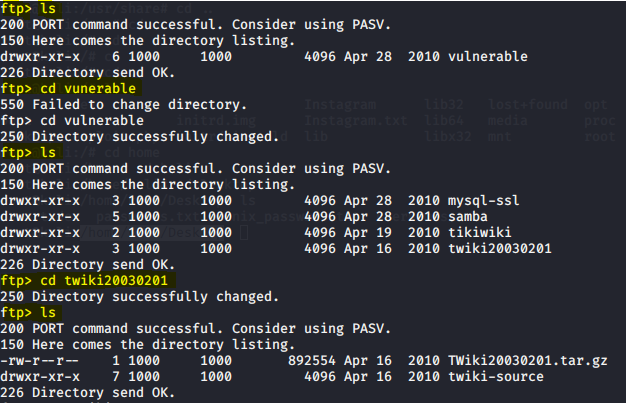 ftp> ls
200 PORT command successful. Consider using PASV.
150 Here comes the directory listing.
drwxr-xr-x    6 1000     1000         4096 Apr 28  2010 vulnerable
226 Directory send OK.
ftp> cd vunerable
550 Failed to change directory.
ftp> cd vulnerable
250 Directory successfully changed.
ftp> ls
200 PORT command successful. Consider using PASV.
150 Here comes the directory listing.
drwxr-xr-x    3 1000     1000         4096 Apr 28  2010 mysql-ssl
drwxr-xr-x    5 1000     1000         4096 Apr 28  2010 samba
drwxr-xr-x    2 1000     1000         4096 Apr 19  2010 tikiwiki
drwxr-xr-x    3 1000     1000         4096 Apr 16  2010 twiki20030201
226 Directory send OK.
ftp> cd twiki20030201
250 Directory successfully changed.
ftp> ls
200 PORT command successful. Consider using PASV.
150 Here comes the directory listing.
-rw-r--r--    1 1000     1000       892554 Apr 16  2010 TWiki20030201.tar.gz
drwxr-xr-x    7 1000     1000         4096 Apr 16  2010 twiki-source
226 Directory send OK.